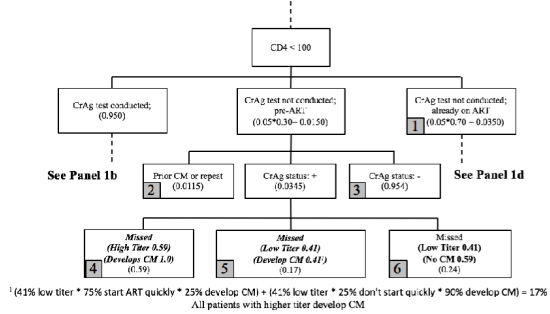 CD4 < 100
CrAg test conducted;
(0.950)
CrAg test not conducted;
pre-ART
(0.05*0.30= 0.0150)
CrAg test not conducted;
already on ART
(0.05*0.70 = 0.0350)
1
See Panel 1b
See Panel 1d
Prior CM or repeat
(0.0115)
2
CrAg status: +
(0.0345)
CrAg status: -
(0.954)
3
Missed
(High Titer 0.59)
(Develops CM 1.0)
(0.59)
4
Missed
(Low Titer 0.41)
(Develop CM 0.41¹)
(0.17)
5
Missed
(Low Titer 0.41)
(No CM 0.59)
(0.24)
6
¹ (41% low titer * 75% start ART quickly * 25% develop CM) + (41% low titer * 25% don't start quickly * 90% develop CM) = 17%
All patients with higher titer develop CM